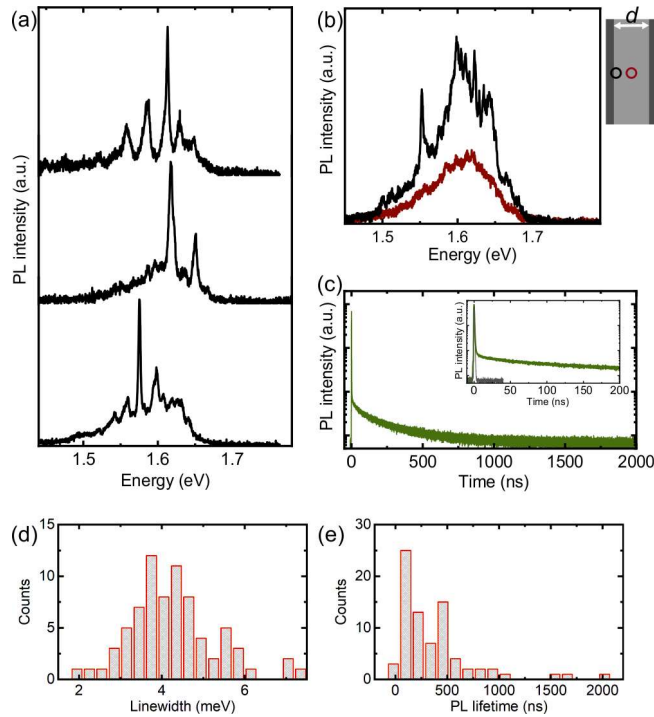 (a)
PL intensity (a.u.)
1.5 1.6 1.7
Energy (eV)
(b)
d
PL intensity (a.u.)
1.5 1.6 1.7
Energy (eV)
(c)
PL intensity (a.u.)
PL intensity (a.u.)
0 50 100 150 200
Time (ns)
0 500 1000 1500 2000
Time (ns)
(d)
Counts
15
10
5
0
2 4 6
Linewidth (meV)
(e)
Counts
30
20
10
0
0 500 1000 1500 2000
PL lifetime (ns)